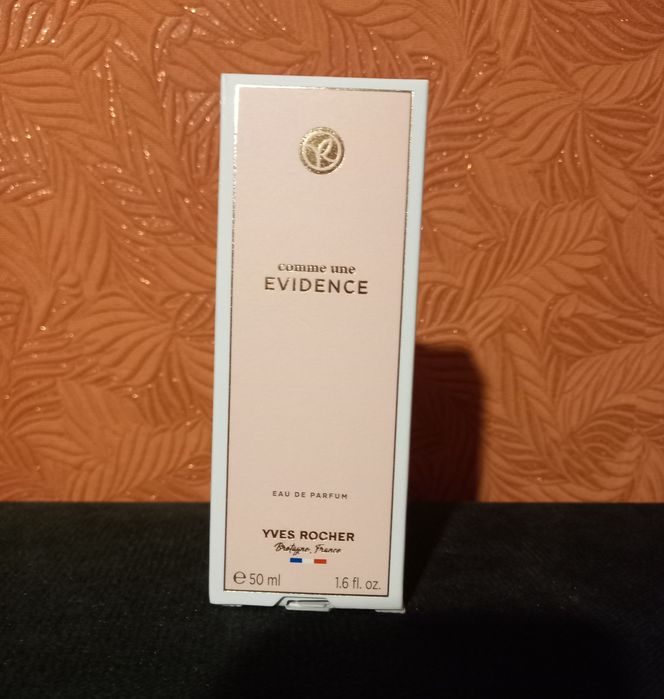 comme une
EVIDENCE
EAU DE PARFUM
YVES ROCHER
Bretagne, France
℮ 50 ml 1.6 fl. oz.